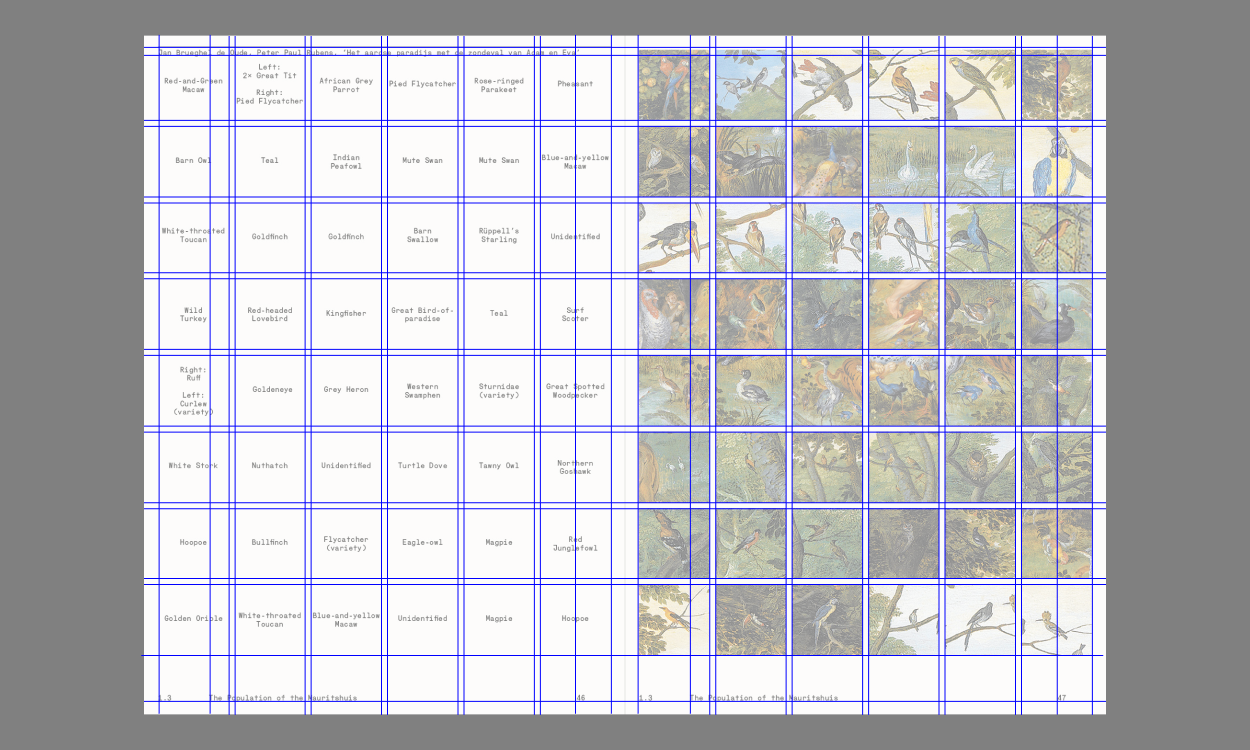 Jan Brueghel de Oude, Peter Paul Rubens, 'Het aardse paradijs met de zondeval van Adam en Eva'
Red-and-Green
Macaw
Left:
2× Great Tit
Right:
Pied Flycatcher
African Grey
Parrot
Pied Flycatcher
Rose-ringed
Parakeet
Pheasant
Barn Owl
Teal
Indian
Peafowl
Mute Swan
Mute Swan
Blue-and-yellow
Macaw
White-throated
Toucan
Goldfinch
Goldfinch
Barn
Swallow
Rüppell's
Starling
Unidentified
Wild
Turkey
Red-headed
Lovebird
Kingfisher
Great Bird-of-
paradise
Teal
Surf
Scoter
Right:
Ruff
Left:
Curlew
(variety)
Goldeneye
Grey Heron
Western
Swamphen
Sturnidae
(variety)
Great Spotted
Woodpecker
White Stork
Nuthatch
Unidentified
Turtle Dove
Tawny Owl
Northern
Goshawk
Hoopoe
Bullfinch
Flycatcher
(variety)
Eagle-owl
Magpie
Red
Junglefowl
Golden Oriole
White-throated
Toucan
Blue-and-yellow
Macaw
Unidentified
Magpie
Hoopoe
1.3 The Population of the Mauritshuis 46
1.3 The Population of the Mauritshuis 47